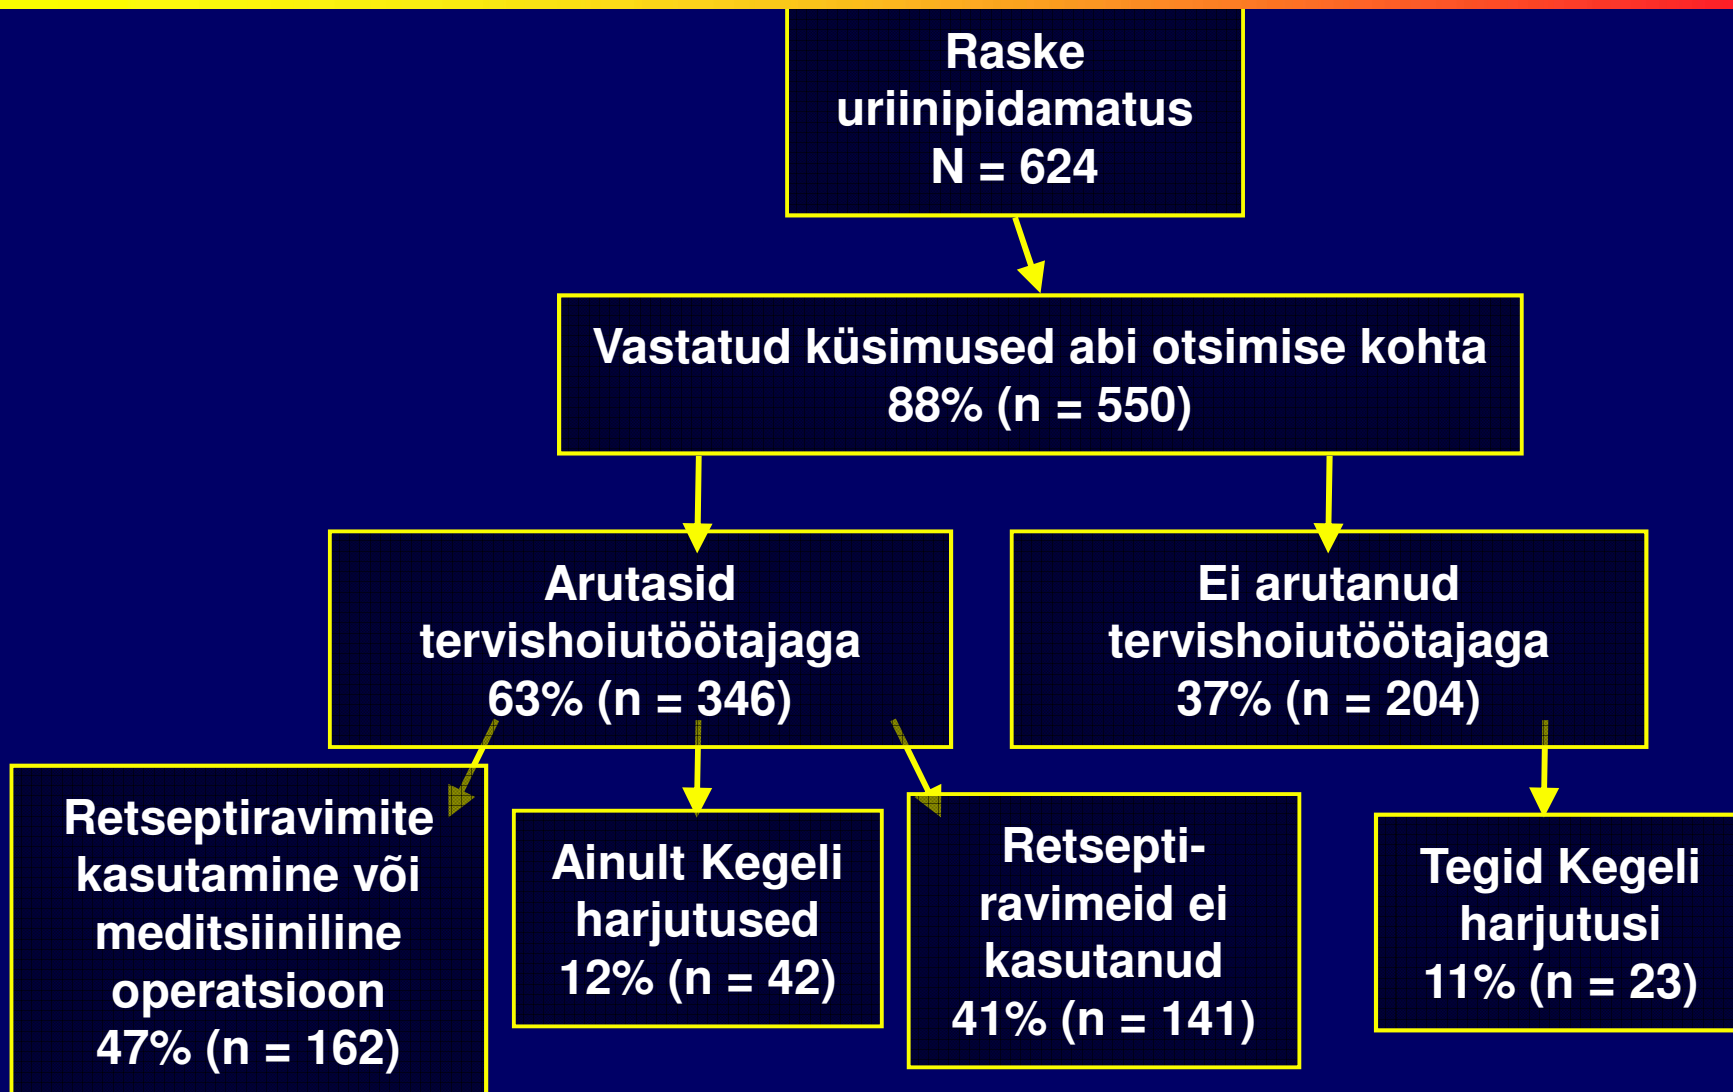 Raske
uriinipidamatus
N = 624
Vastatud küsimused abi otsimise kohta
88% (n = 550)
Arutasid
tervishoiutöötajaga
63% (n = 346)
Ei arutanud
tervishoiutöötajaga
37% (n = 204)
Retseptiravimite
kasutamine või
meditsiiniline
operatsioon
47% (n = 162)
Ainult Kegeli
harjutused
12% (n = 42)
Retsepti-
ravimeid ei
kasutanud
41% (n = 141)
Tegid Kegeli
harjutusi
11% (n = 23)